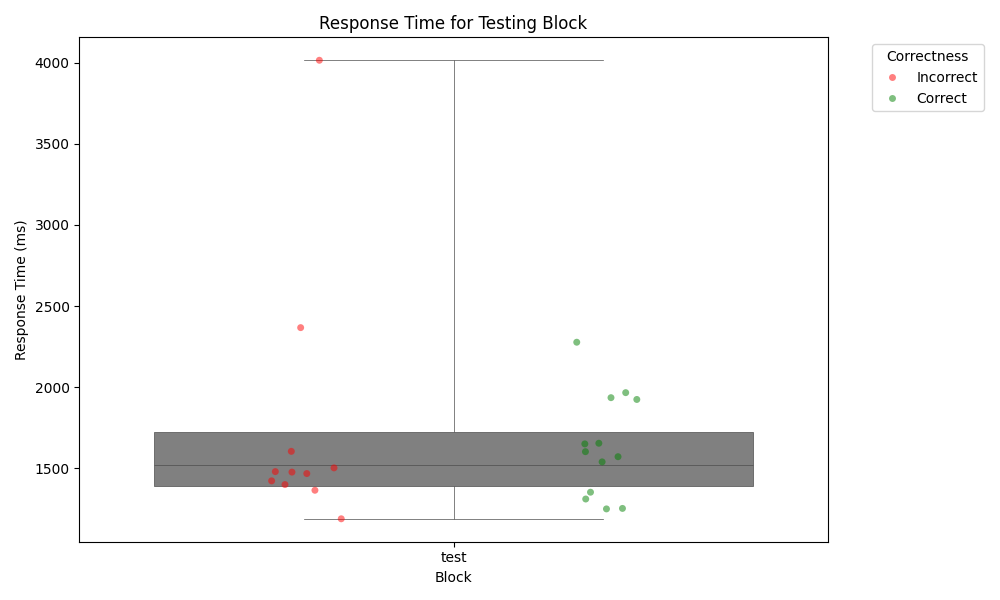 Response Time for Testing Block
Correctness
Incorrect
Correct
4000
3500
3000
2500
2000
1500
Response Time (ms)
test
Block